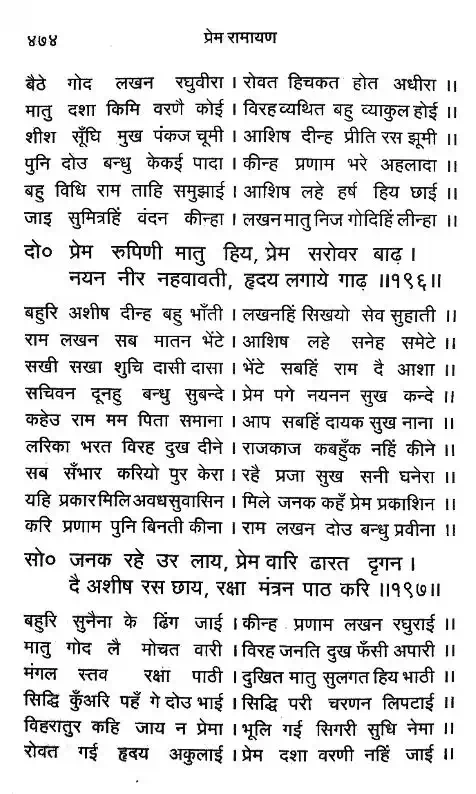 ४७४ प्रेम रामायण
बैठे गोद लखन रघुवीरा । रोवत हिचकत होत अधीरा ॥
मातु दशा किमि वरणै कोई । विरह व्यथित बहु व्याकुल होई ॥
शीश सूँघि मुख पंकज चूमी । आशिष दीन्ह प्रीति रस झूमी ॥
पुनि दोउ बन्धु केकई पादा । कीन्ह प्रणाम भरे अहलादा ॥
बहु विधि राम ताहि समुझाई । आशिष लहे हर्ष हिय छाई ॥
जाइ सुमित्रहिं वंदन कीन्हा । लखन मातु निज गोदिहिं लीन्हा ॥
दो० प्रेम रुपिणी मातु हिय, प्रेम सरोवर बाढ़ ।
नयन नीर नहवावती, हृदय लगाये गाढ़ ॥१९६॥
बहुरि अशीष दीन्ह बहु भाँती । लखनहिं सिखयो सेव सुहाती ॥
राम लखन सब मातन भेंटे । आशिष लहे सनेह समेटे ॥
सखी सखा शुचि दासी दासा । भेंटे सबहिं राम दै आशा ॥
सचिवन दूनहु बन्धु सुबन्दे । प्रेम पगे नयनन सुख कन्दे ॥
कहेउ राम मम पिता समाना । आप सबहिं दायक सुख नाना ॥
लरिका भरत विरह दुख दीने । राजकाज कबहुँक नहिं कीने ॥
सब सँभार करियो पुर केरा । रहै प्रजा सुख सनी घनेरा ॥
यहि प्रकार मिलि अवध सुवासिन । मिले जनक कहँ प्रेम प्रकाशिन ॥
करि प्रणाम पुनि बिनती कीना । राम लखन दोउ बन्धु प्रवीना ॥
सो० जनक रहे उर लाय, प्रेम वारि ढारत दृगन ।
दै अशीष रस छाय, रक्षा मंत्रन पाठ करि ॥१९७॥
बहुरि सुनैना के ढिंग जाई । कीन्ह प्रणाम लखन रघुराई ॥
मातु गोद लै मोचत वारी । विरह जनति दुख फँसी अपारी ॥
मंगल स्तव रक्षा पाठी । दुखित मातु सुलगत हिय भाठी ॥
सिद्धि कुँअरि पहँ गे दोउ भाई । सिद्धि परी चरणन लिपटाई ॥
विहरातुर कहि जाय न प्रेमा । भूलि गई सिगरी सुधि नेमा ॥
रोवत गई हृदय अकुलाई । प्रेम दशा वरणी नहिं जाई ॥